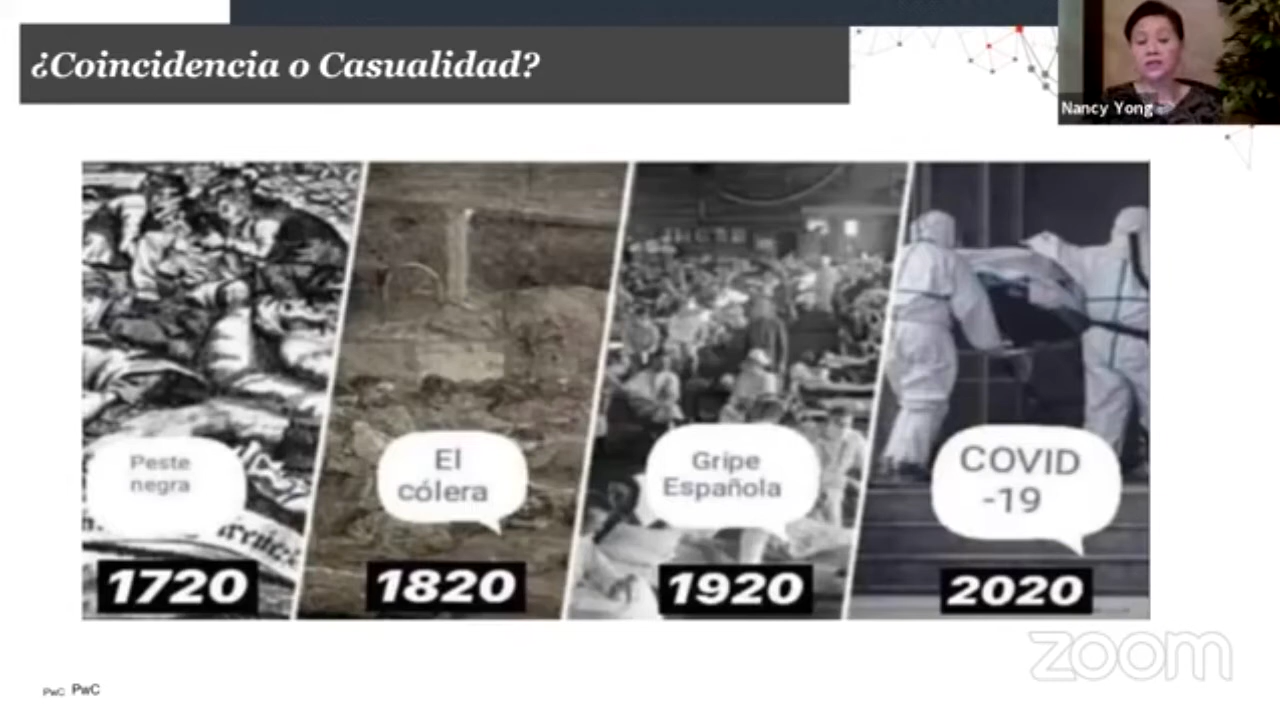 ¿Coincidencia o Casualidad?
Nancy Yong
Peste
negra
El
cólera
Gripe
Española
COVID
-19
1720
1820
1920
2020
zoom
PwC PwC